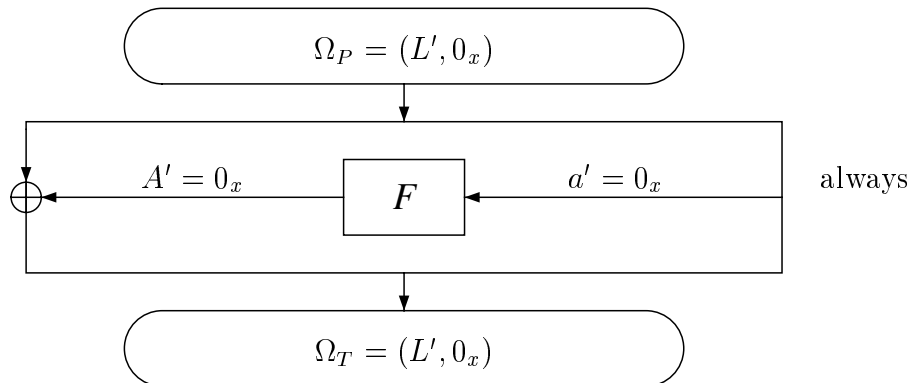 Ω_P = (L′, 0_x)
A′ = 0_x
F
a′ = 0_x
always
Ω_T = (L′, 0_x)